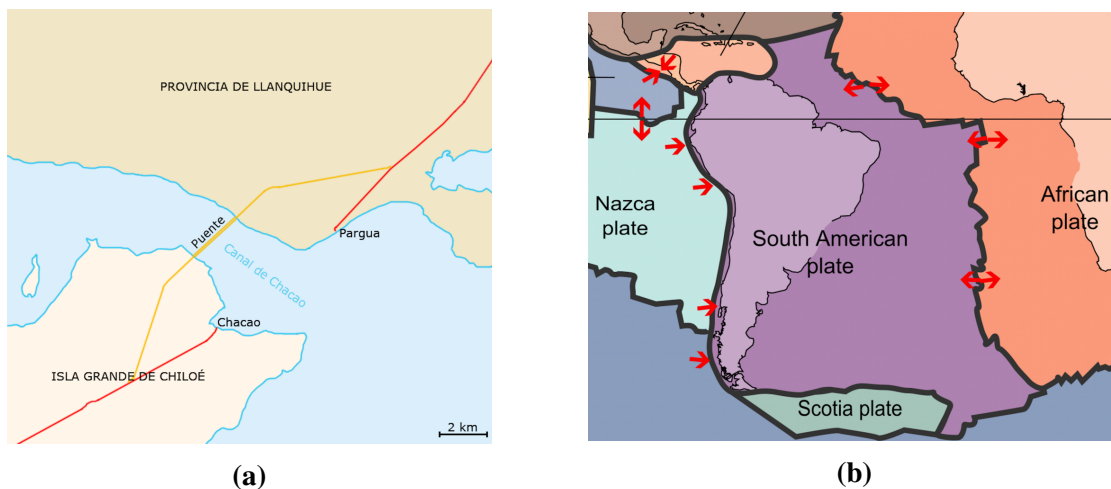 PROVINCIA DE LLANQUIHUE
Puente
Pargua
Canal de Chacao
Chacao
ISLA GRANDE DE CHILOÉ
2 km
(a)
Nazca
plate
South American
plate
African
plate
Scotia plate
(b)